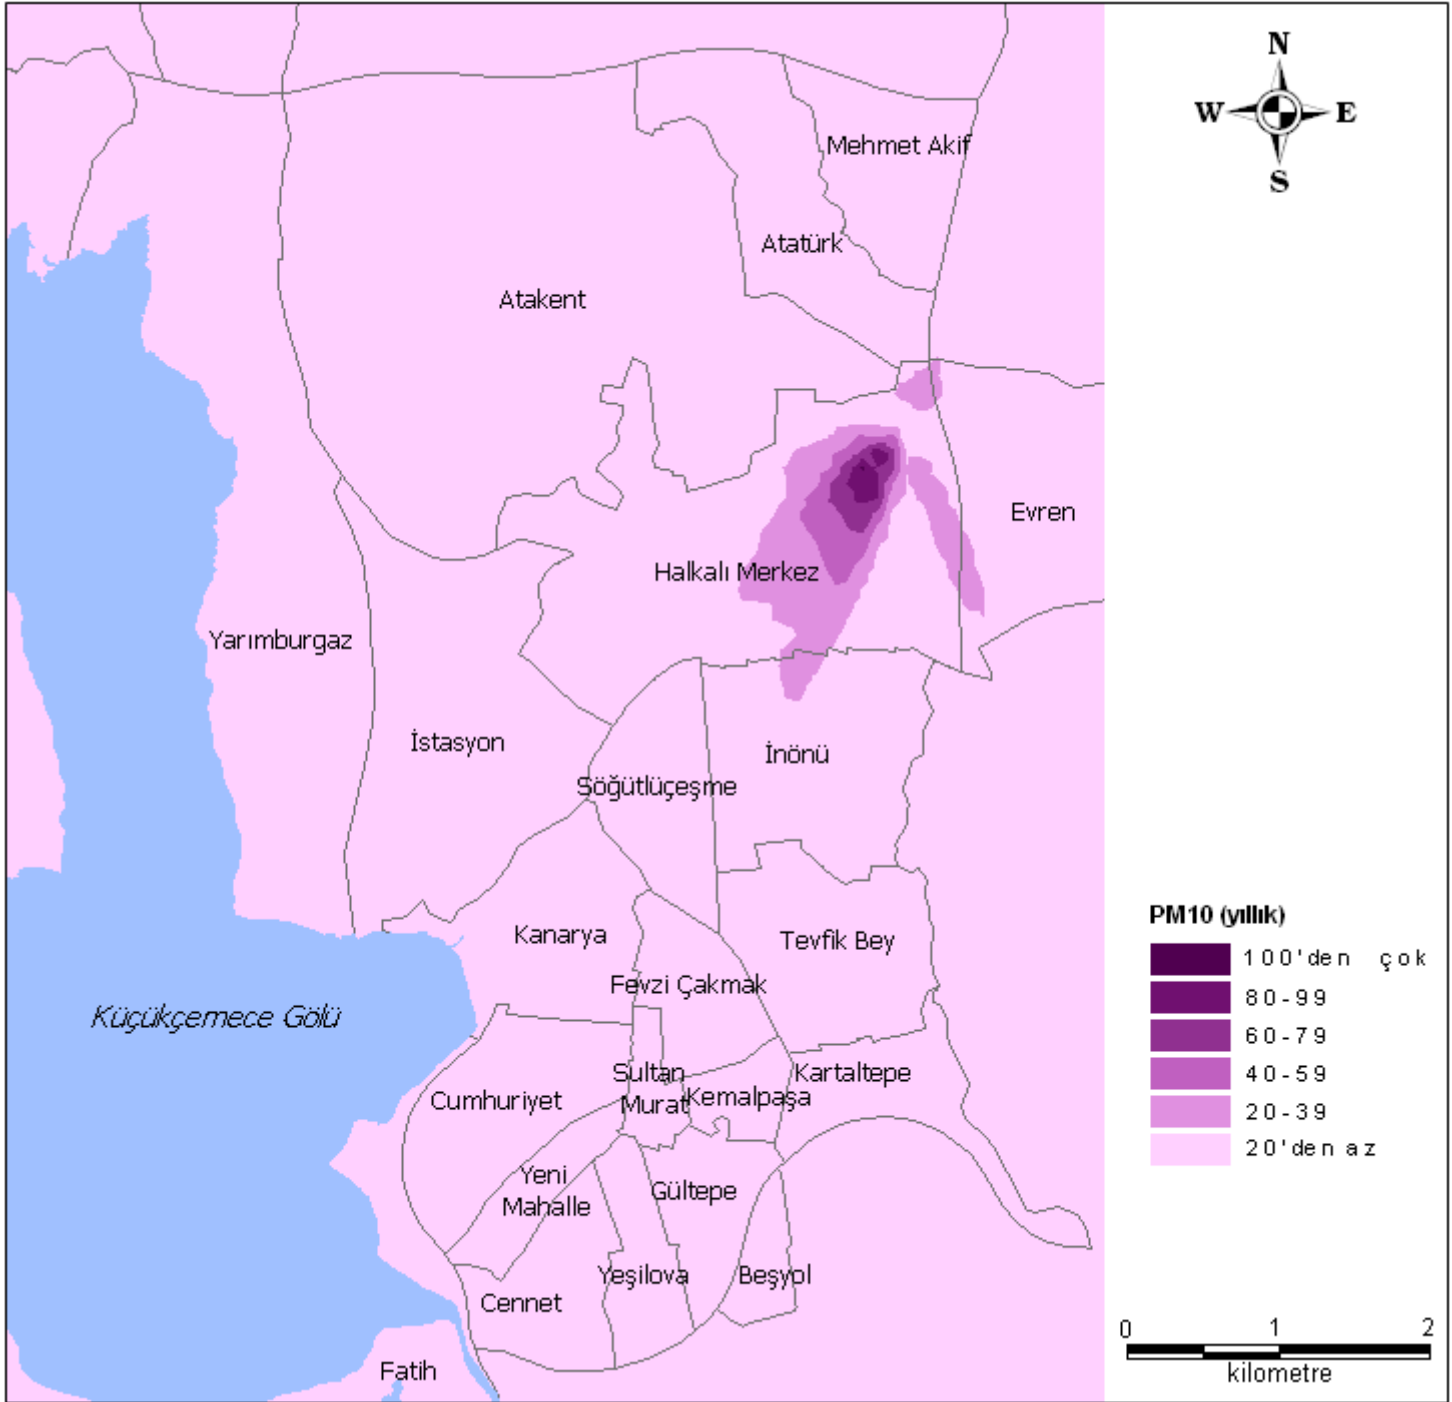 N
W E
S
Mehmet Akif
Atatürk
Atakent
Evren
Halkalı Merkez
Yarımburgaz
İstasyon
İnönü
Söğütlüçeşme
Kanarya
Tevfik Bey
Fevzi Çakmak
Küçükçemece Gölü
Sultan
Murat
Kemalpaşa
Kartaltepe
Cumhuriyet
Yeni
Mahalle
Gültepe
Yeşilova
Beşyol
Cennet
Fatih
PM10 (yıllık)
100'den çok
80-99
60-79
40-59
20-39
20'den az
0 1 2
kilometre